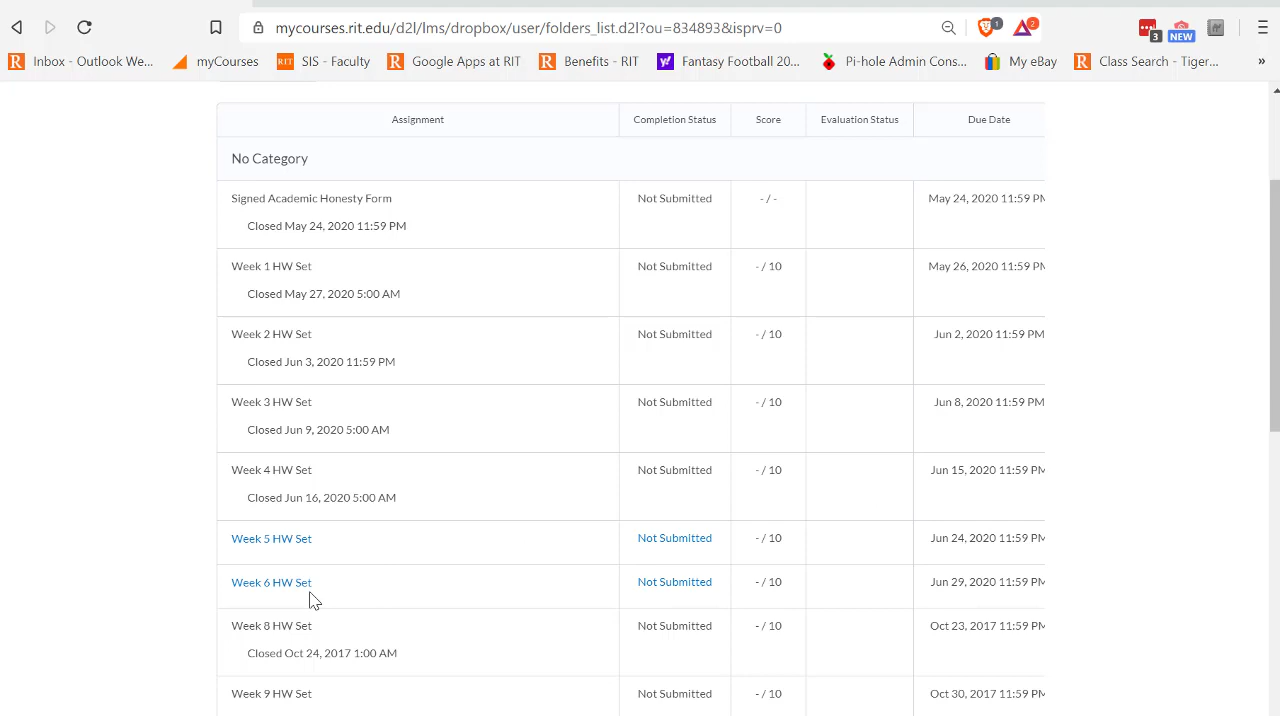 mycourses.rit.edu/d2l/lms/dropbox/user/folders_list.d2l?ou=834893&isprv=0
1
2
3
NEW
Inbox - Outlook We...
myCourses
RIT
SIS - Faculty
R
Google Apps at RIT
R
Benefits - RIT
Fantasy Football 20...
Pi-hole Admin Cons...
My eBay
R
Class Search - Tiger...
»
Assignment Completion Status Score Evaluation Status Due Date
No Category
Signed Academic Honesty Form Not Submitted - / - May 24, 2020 11:59 PM
Closed May 24, 2020 11:59 PM
Week 1 HW Set Not Submitted - / 10 May 26, 2020 11:59 PM
Closed May 27, 2020 5:00 AM
Week 2 HW Set Not Submitted - / 10 Jun 2, 2020 11:59 PM
Closed Jun 3, 2020 11:59 PM
Week 3 HW Set Not Submitted - / 10 Jun 8, 2020 11:59 PM
Closed Jun 9, 2020 5:00 AM
Week 4 HW Set Not Submitted - / 10 Jun 15, 2020 11:59 PM
Closed Jun 16, 2020 5:00 AM
Week 5 HW Set Not Submitted - / 10 Jun 24, 2020 11:59 PM
Week 6 HW Set Not Submitted - / 10 Jun 29, 2020 11:59 PM
Week 8 HW Set Not Submitted - / 10 Oct 23, 2017 11:59 PM
Closed Oct 24, 2017 1:00 AM
Week 9 HW Set Not Submitted - / 10 Oct 30, 2017 11:59 PM